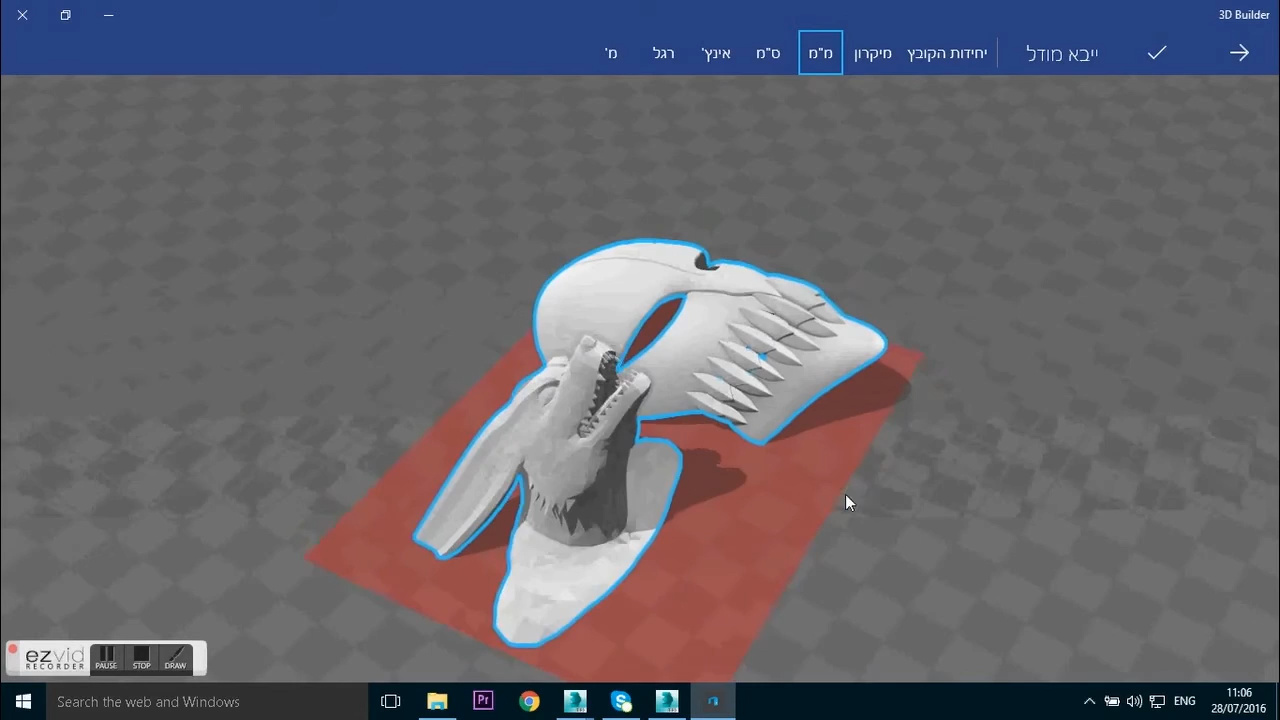 3D Builder
ייבא מודל יחידות הקובץ מיקרון מ"מ ס"מ אינץ' רגל מ'
ezvid
RECORDER
PAUSE STOP DRAW
Search the web and Windows
Pr
ENG
11:06
28/07/2016